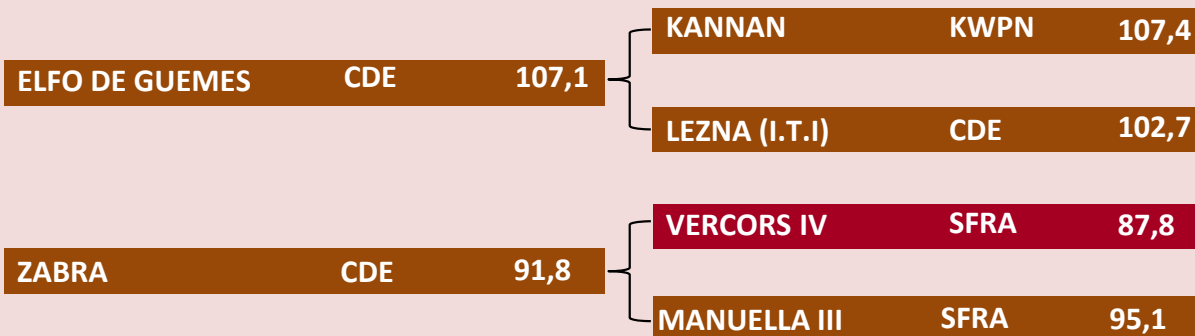 KANNAN KWPN 107,4
ELFO DE GUEMES CDE 107,1
LEZNA (I.T.I) CDE 102,7
VERCORS IV SFRA 87,8
ZABRA CDE 91,8
MANUELLA III SFRA 95,1